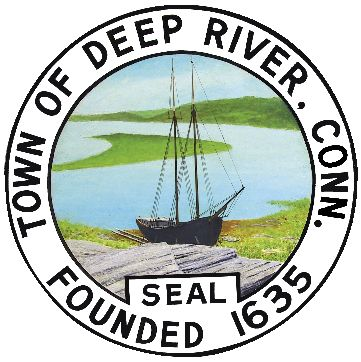 TOWN OF DEEP RIVER, CONN.
SEAL
FOUNDED 1635